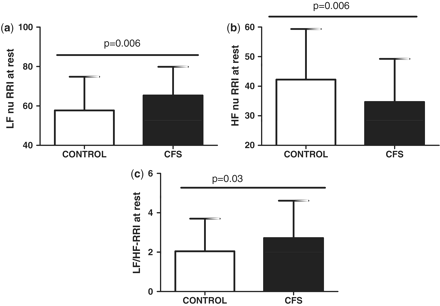 (a)
p=0.006
LF nu RRI at rest
100
80
60
40
CONTROL
CFS
(b)
p=0.006
HF nu RRI at rest
60
50
40
30
20
CONTROL
CFS
(c)
p=0.03
LF/HF-RRI at rest
6
4
2
0
CONTROL
CFS